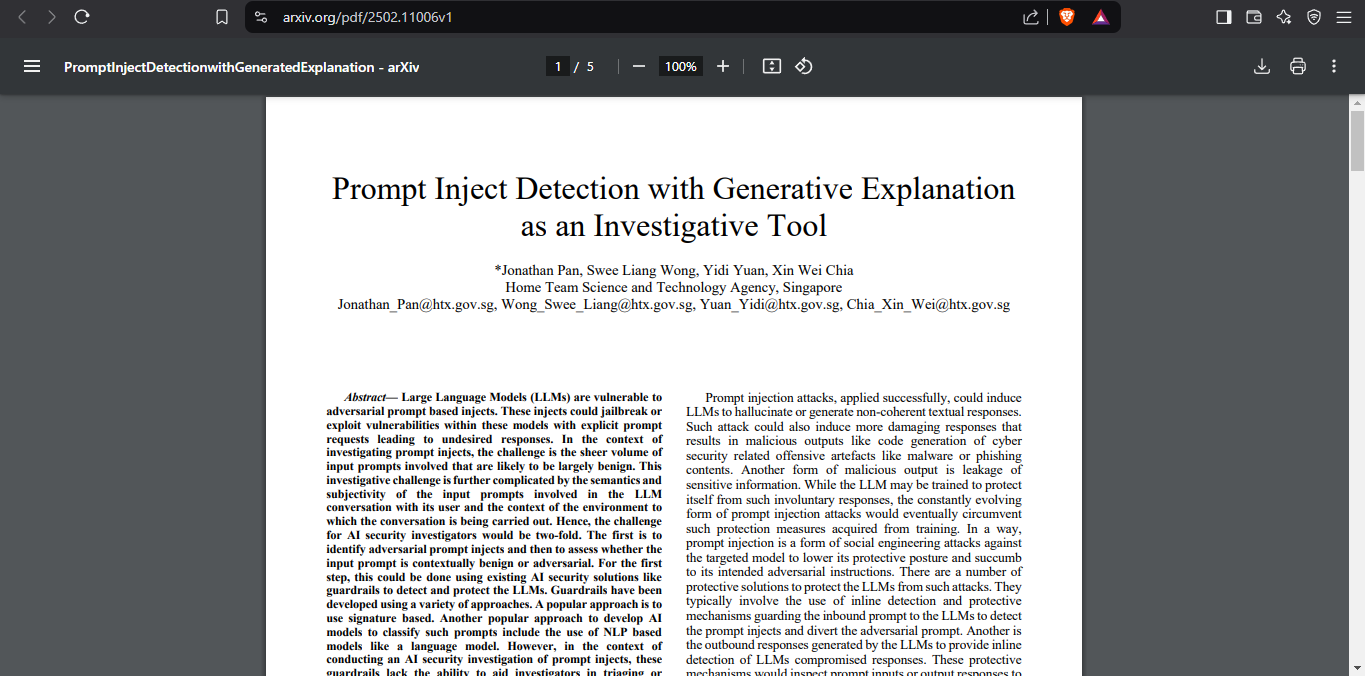 arxiv.org/pdf/2502.11006v1
PromptInjectDetectionwithGeneratedExplanation - arXiv
1 / 5
100%
Prompt Inject Detection with Generative Explanation
as an Investigative Tool
*Jonathan Pan, Swee Liang Wong, Yidi Yuan, Xin Wei Chia
Home Team Science and Technology Agency, Singapore
Jonathan_Pan@htx.gov.sg, Wong_Swee_Liang@htx.gov.sg, Yuan_Yidi@htx.gov.sg, Chia_Xin_Wei@htx.gov.sg
Abstract— Large Language Models (LLMs) are vulnerable to
adversarial prompt based injects. These injects could jailbreak or
exploit vulnerabilities within these models with explicit prompt
requests leading to undesired responses. In the context of
investigating prompt injects, the challenge is the sheer volume of
input prompts involved that are likely to be largely benign. This
investigative challenge is further complicated by the semantics and
subjectivity of the input prompts involved in the LLM
conversation with its user and the context of the environment to
which the conversation is being carried out. Hence, the challenge
for AI security investigators would be two-fold. The first is to
identify adversarial prompt injects and then to assess whether the
input prompt is contextually benign or adversarial. For the first
step, this could be done using existing AI security solutions like
guardrails to detect and protect the LLMs. Guardrails have been
developed using a variety of approaches. A popular approach is to
use signature based. Another popular approach to develop AI
models to classify such prompts include the use of NLP based
models like a language model. However, in the context of
conducting an AI security investigation of prompt injects, these
guardrails lack the ability to aid investigators in triaging or
Prompt injection attacks, applied successfully, could induce
LLMs to hallucinate or generate non-coherent textual responses.
Such attack could also induce more damaging responses that
results in malicious outputs like code generation of cyber
security related offensive artefacts like malware or phishing
contents. Another form of malicious output is leakage of
sensitive information. While the LLM may be trained to protect
itself from such involuntary responses, the constantly evolving
form of prompt injection attacks would eventually circumvent
such protection measures acquired from training. In a way,
prompt injection is a form of social engineering attacks against
the targeted model to lower its protective posture and succumb
to its intended adversarial instructions. There are a number of
protective solutions to protect the LLMs from such attacks. They
typically involve the use of inline detection and protective
mechanisms guarding the inbound prompt to the LLMs to detect
the prompt injects and divert the adversarial prompt. Another is
the outbound responses generated by the LLMs to provide inline
detection of LLMs compromised responses. These protective
mechanisms would inspect prompt inputs or output responses to